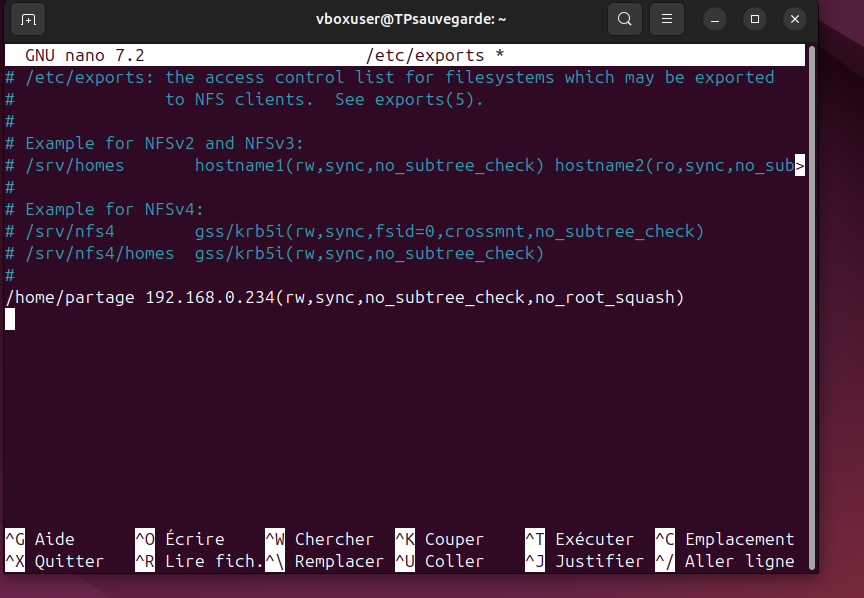 vboxuser@TPsauvegarde: ~
GNU nano 7.2 /etc/exports *
# /etc/exports: the access control list for filesystems which may be exported
# to NFS clients. See exports(5).
#
# Example for NFSv2 and NFSv3:
# /srv/homes hostname1(rw,sync,no_subtree_check) hostname2(ro,sync,no_sub>
#
# Example for NFSv4:
# /srv/nfs4 gss/krb5i(rw,sync,fsid=0,crossmnt,no_subtree_check)
# /srv/nfs4/homes gss/krb5i(rw,sync,no_subtree_check)
#
/home/partage 192.168.0.234(rw,sync,no_subtree_check,no_root_squash)
^G Aide ^O Écrire ^W Chercher ^K Couper ^T Exécuter ^C Emplacement
^X Quitter ^R Lire fich. ^\ Remplacer ^U Coller ^J Justifier ^/ Aller ligne